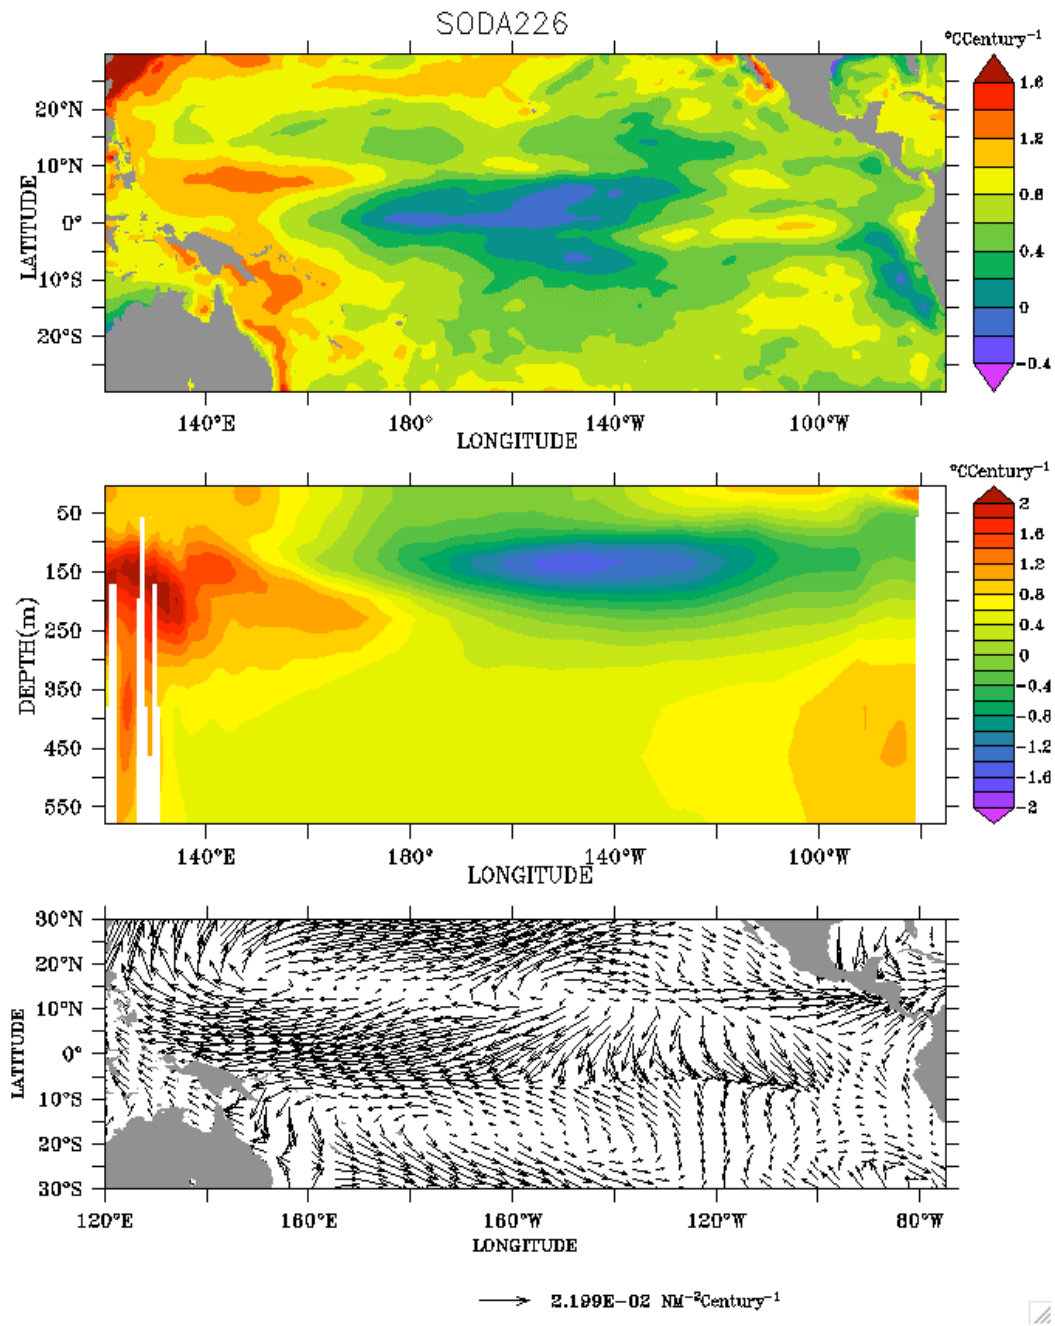 SODA226
°CCentury⁻¹
1.6
1.2
0.8
0.4
0
-0.4
20°N
10°N
0°
10°S
20°S
LATITUDE
140°E 180° 140°W 100°W
LONGITUDE
°CCentury⁻¹
2
1.6
1.2
0.8
0.4
0
-0.4
-0.8
-1.2
-1.6
-2
50
150
250
350
450
550
DEPTH(m)
140°E 180° 140°W 100°W
LONGITUDE
30°N
20°N
10°N
0°
10°S
20°S
30°S
LATITUDE
120°E 160°E 160°W 120°W 80°W
LONGITUDE
2.199E-02 NM⁻²Century⁻¹